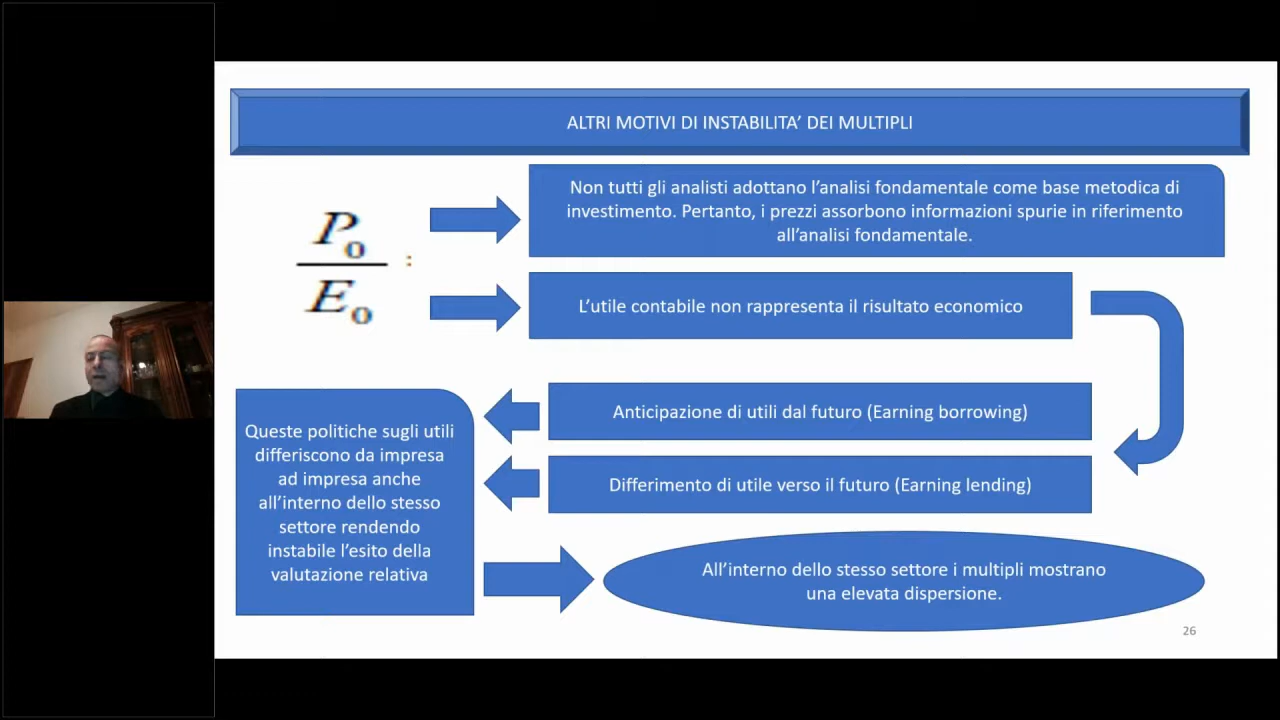 ALTRI MOTIVI DI INSTABILITA’ DEI MULTIPLI
Non tutti gli analisti adottano l’analisi fondamentale come base metodica di
investimento. Pertanto, i prezzi assorbono informazioni spurie in riferimento
all’analisi fondamentale.
P₀
E₀
:
L’utile contabile non rappresenta il risultato economico
Anticipazione di utili dal futuro (Earning borrowing)
Differimento di utile verso il futuro (Earning lending)
Queste politiche sugli utili
differiscono da impresa
ad impresa anche
all’interno dello stesso
settore rendendo
instabile l’esito della
valutazione relativa
All’interno dello stesso settore i multipli mostrano
una elevata dispersione.
26